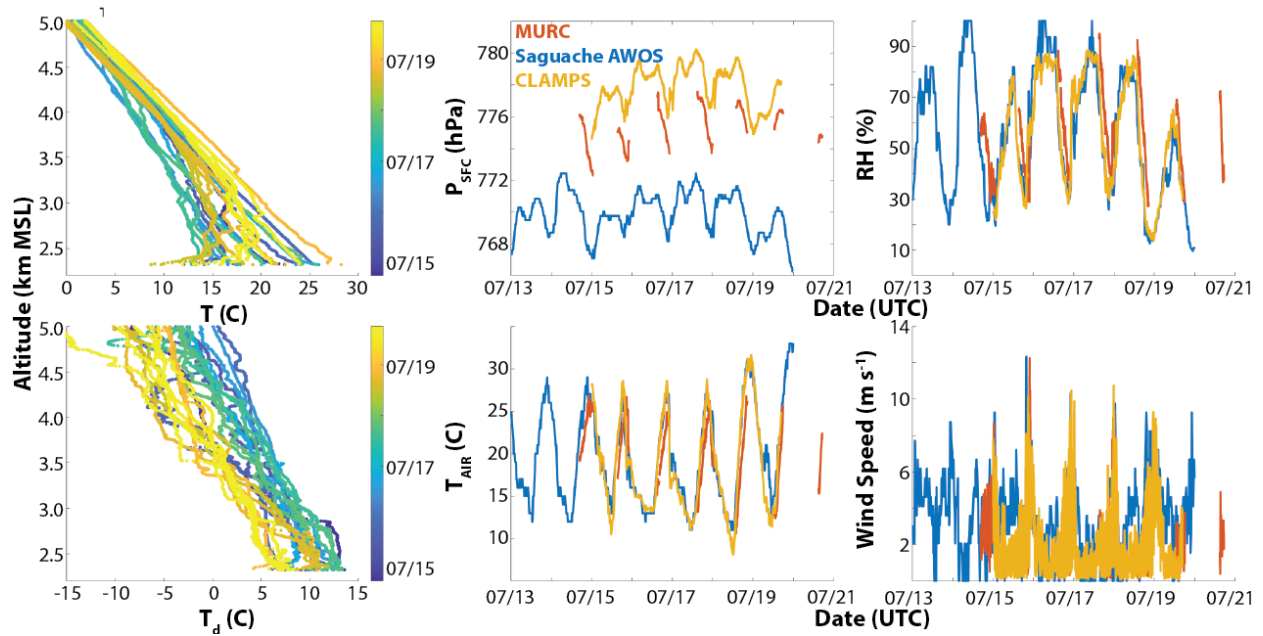 5.0
4.5
4.0
3.5
3.0
2.5
0 5 10 15 20 25 30
T (C)
07/19
07/17
07/15
Altitude (km MSL)
5.0
4.5
4.0
3.5
3.0
2.5
-15 -10 -5 0 5 10 15
T_d (C)
07/19
07/17
07/15
MURC
Saguache AWOS
CLAMPS
780
776
772
768
P_SFC (hPa)
07/13 07/15 07/17 07/19 07/21
Date (UTC)
30
25
20
15
10
T_AIR (C)
07/13 07/15 07/17 07/19 07/21
Date (UTC)
90
70
50
30
10
RH (%)
07/13 07/15 07/17 07/19 07/21
Date (UTC)
14
10
6
2
Wind Speed (m s⁻¹)
07/13 07/15 07/17 07/19 07/21
Date (UTC)